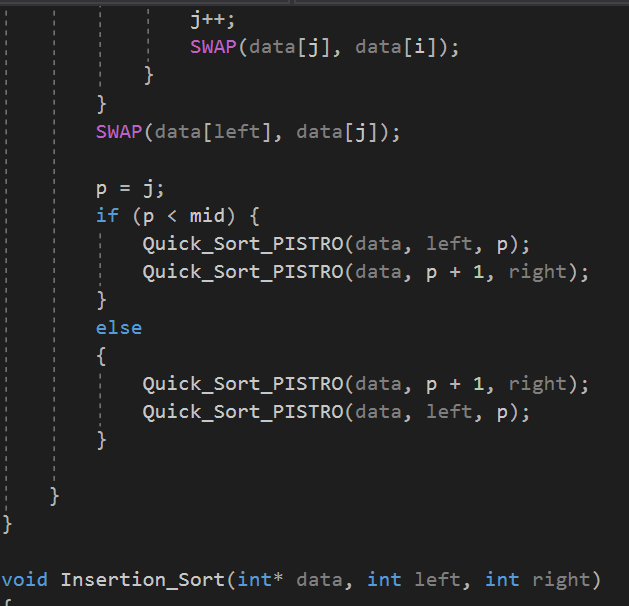 j++;
SWAP(data[j], data[i]);
}
}
SWAP(data[left], data[j]);
p = j;
if (p < mid) {
Quick_Sort_PISTRO(data, left, p);
Quick_Sort_PISTRO(data, p + 1, right);
}
else
{
Quick_Sort_PISTRO(data, p + 1, right);
Quick_Sort_PISTRO(data, left, p);
}
}
}
void Insertion_Sort(int* data, int left, int right)
{